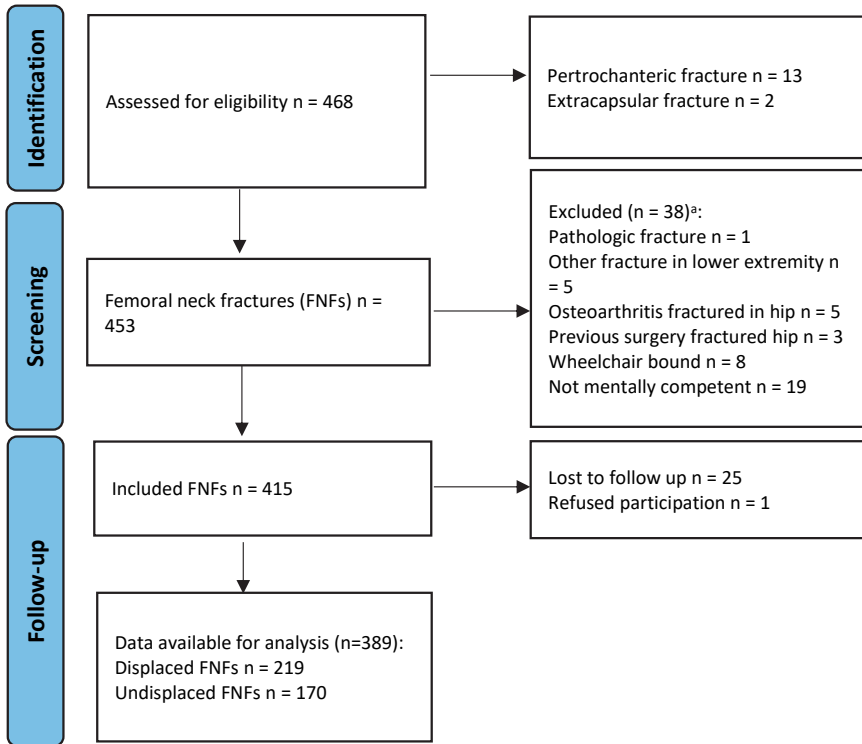 Identification
Assessed for eligibility n = 468
Pertrochanteric fracture n = 13
Extracapsular fracture n = 2
Screening
Femoral neck fractures (FNFs) n =
453
Excluded (n = 38)ᵃ:
Pathologic fracture n = 1
Other fracture in lower extremity n
= 5
Osteoarthritis fractured in hip n = 5
Previous surgery fractured hip n = 3
Wheelchair bound n = 8
Not mentally competent n = 19
Follow-up
Included FNFs n = 415
Lost to follow up n = 25
Refused participation n = 1
Data available for analysis (n=389):
Displaced FNFs n = 219
Undisplaced FNFs n = 170